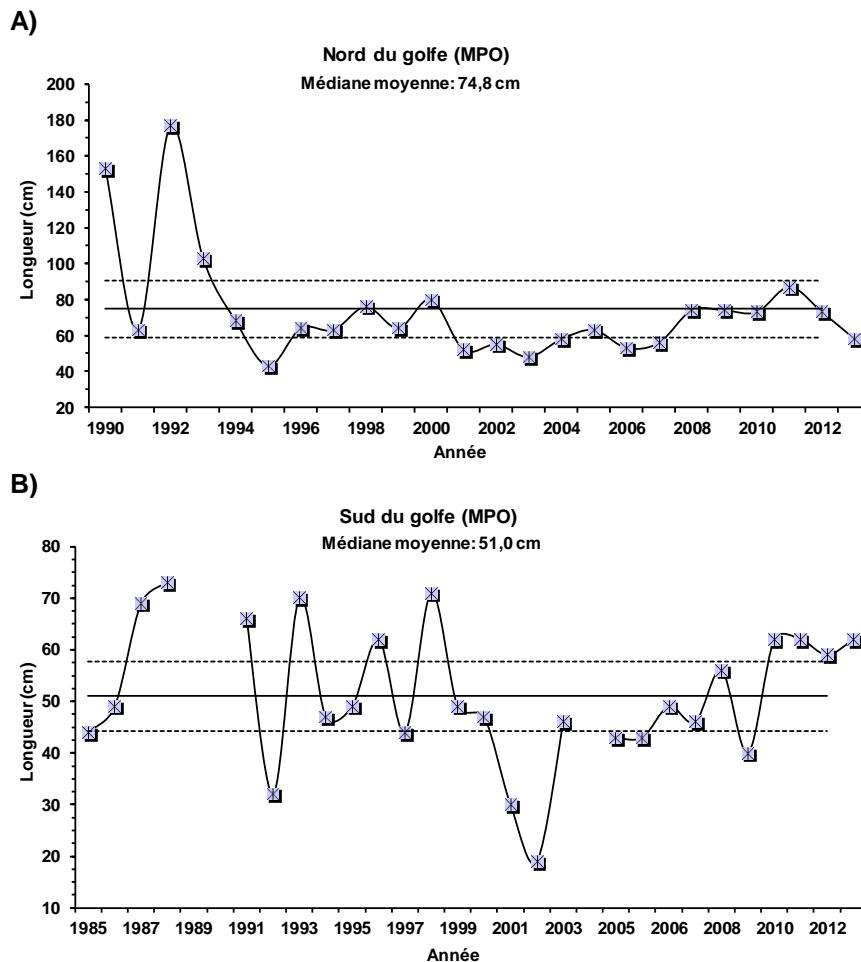 A)
Nord du golfe (MPO)
Médiane moyenne: 74,8 cm
200
180
160
140
120
100
80
60
40
20
Longueur (cm)
1990 1992 1994 1996 1998 2000 2002 2004 2006 2008 2010 2012
Année
B)
Sud du golfe (MPO)
Médiane moyenne: 51,0 cm
80
70
60
50
40
30
20
10
Longueur (cm)
1985 1987 1989 1991 1993 1995 1997 1999 2001 2003 2005 2006 2008 2010 2012
Année